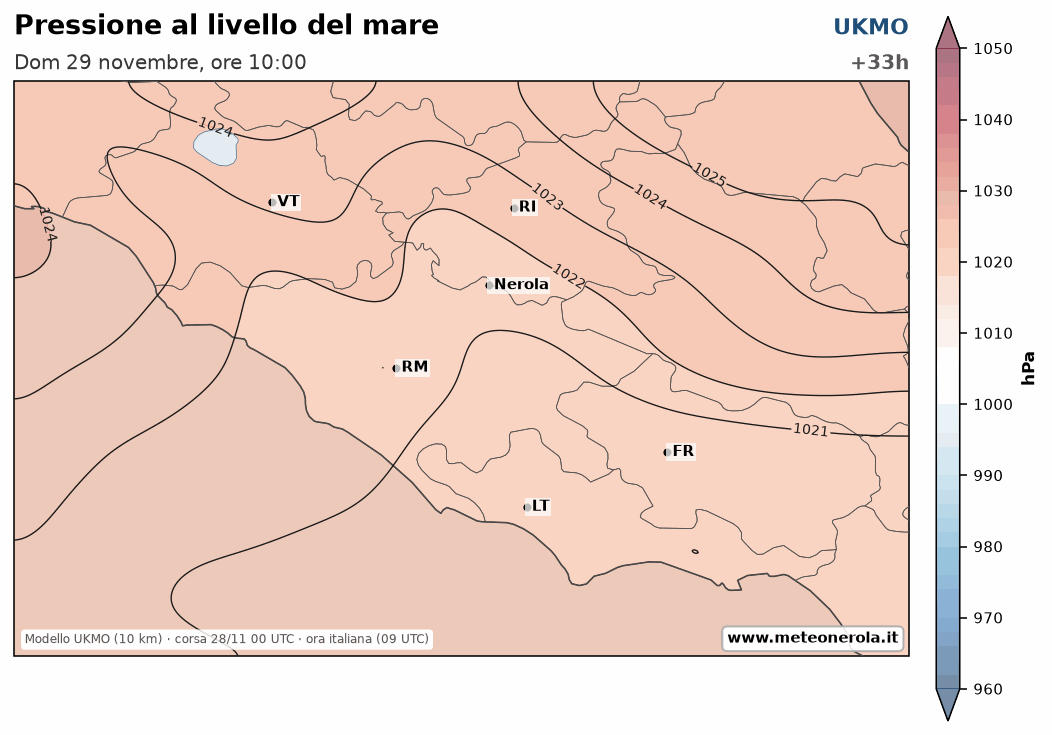 Pressione al livello del mare
UKMO
Dom 29 novembre, ore 10:00
+33h
1024
1025
1024
1023
1024
VT
RI
1022
Nerola
RM
1021
FR
LT
Modello UKMO (10 km) · corsa 28/11 00 UTC · ora italiana (09 UTC)
www.meteonerola.it
1050
1040
1030
1020
1010
1000
990
980
970
960
hPa